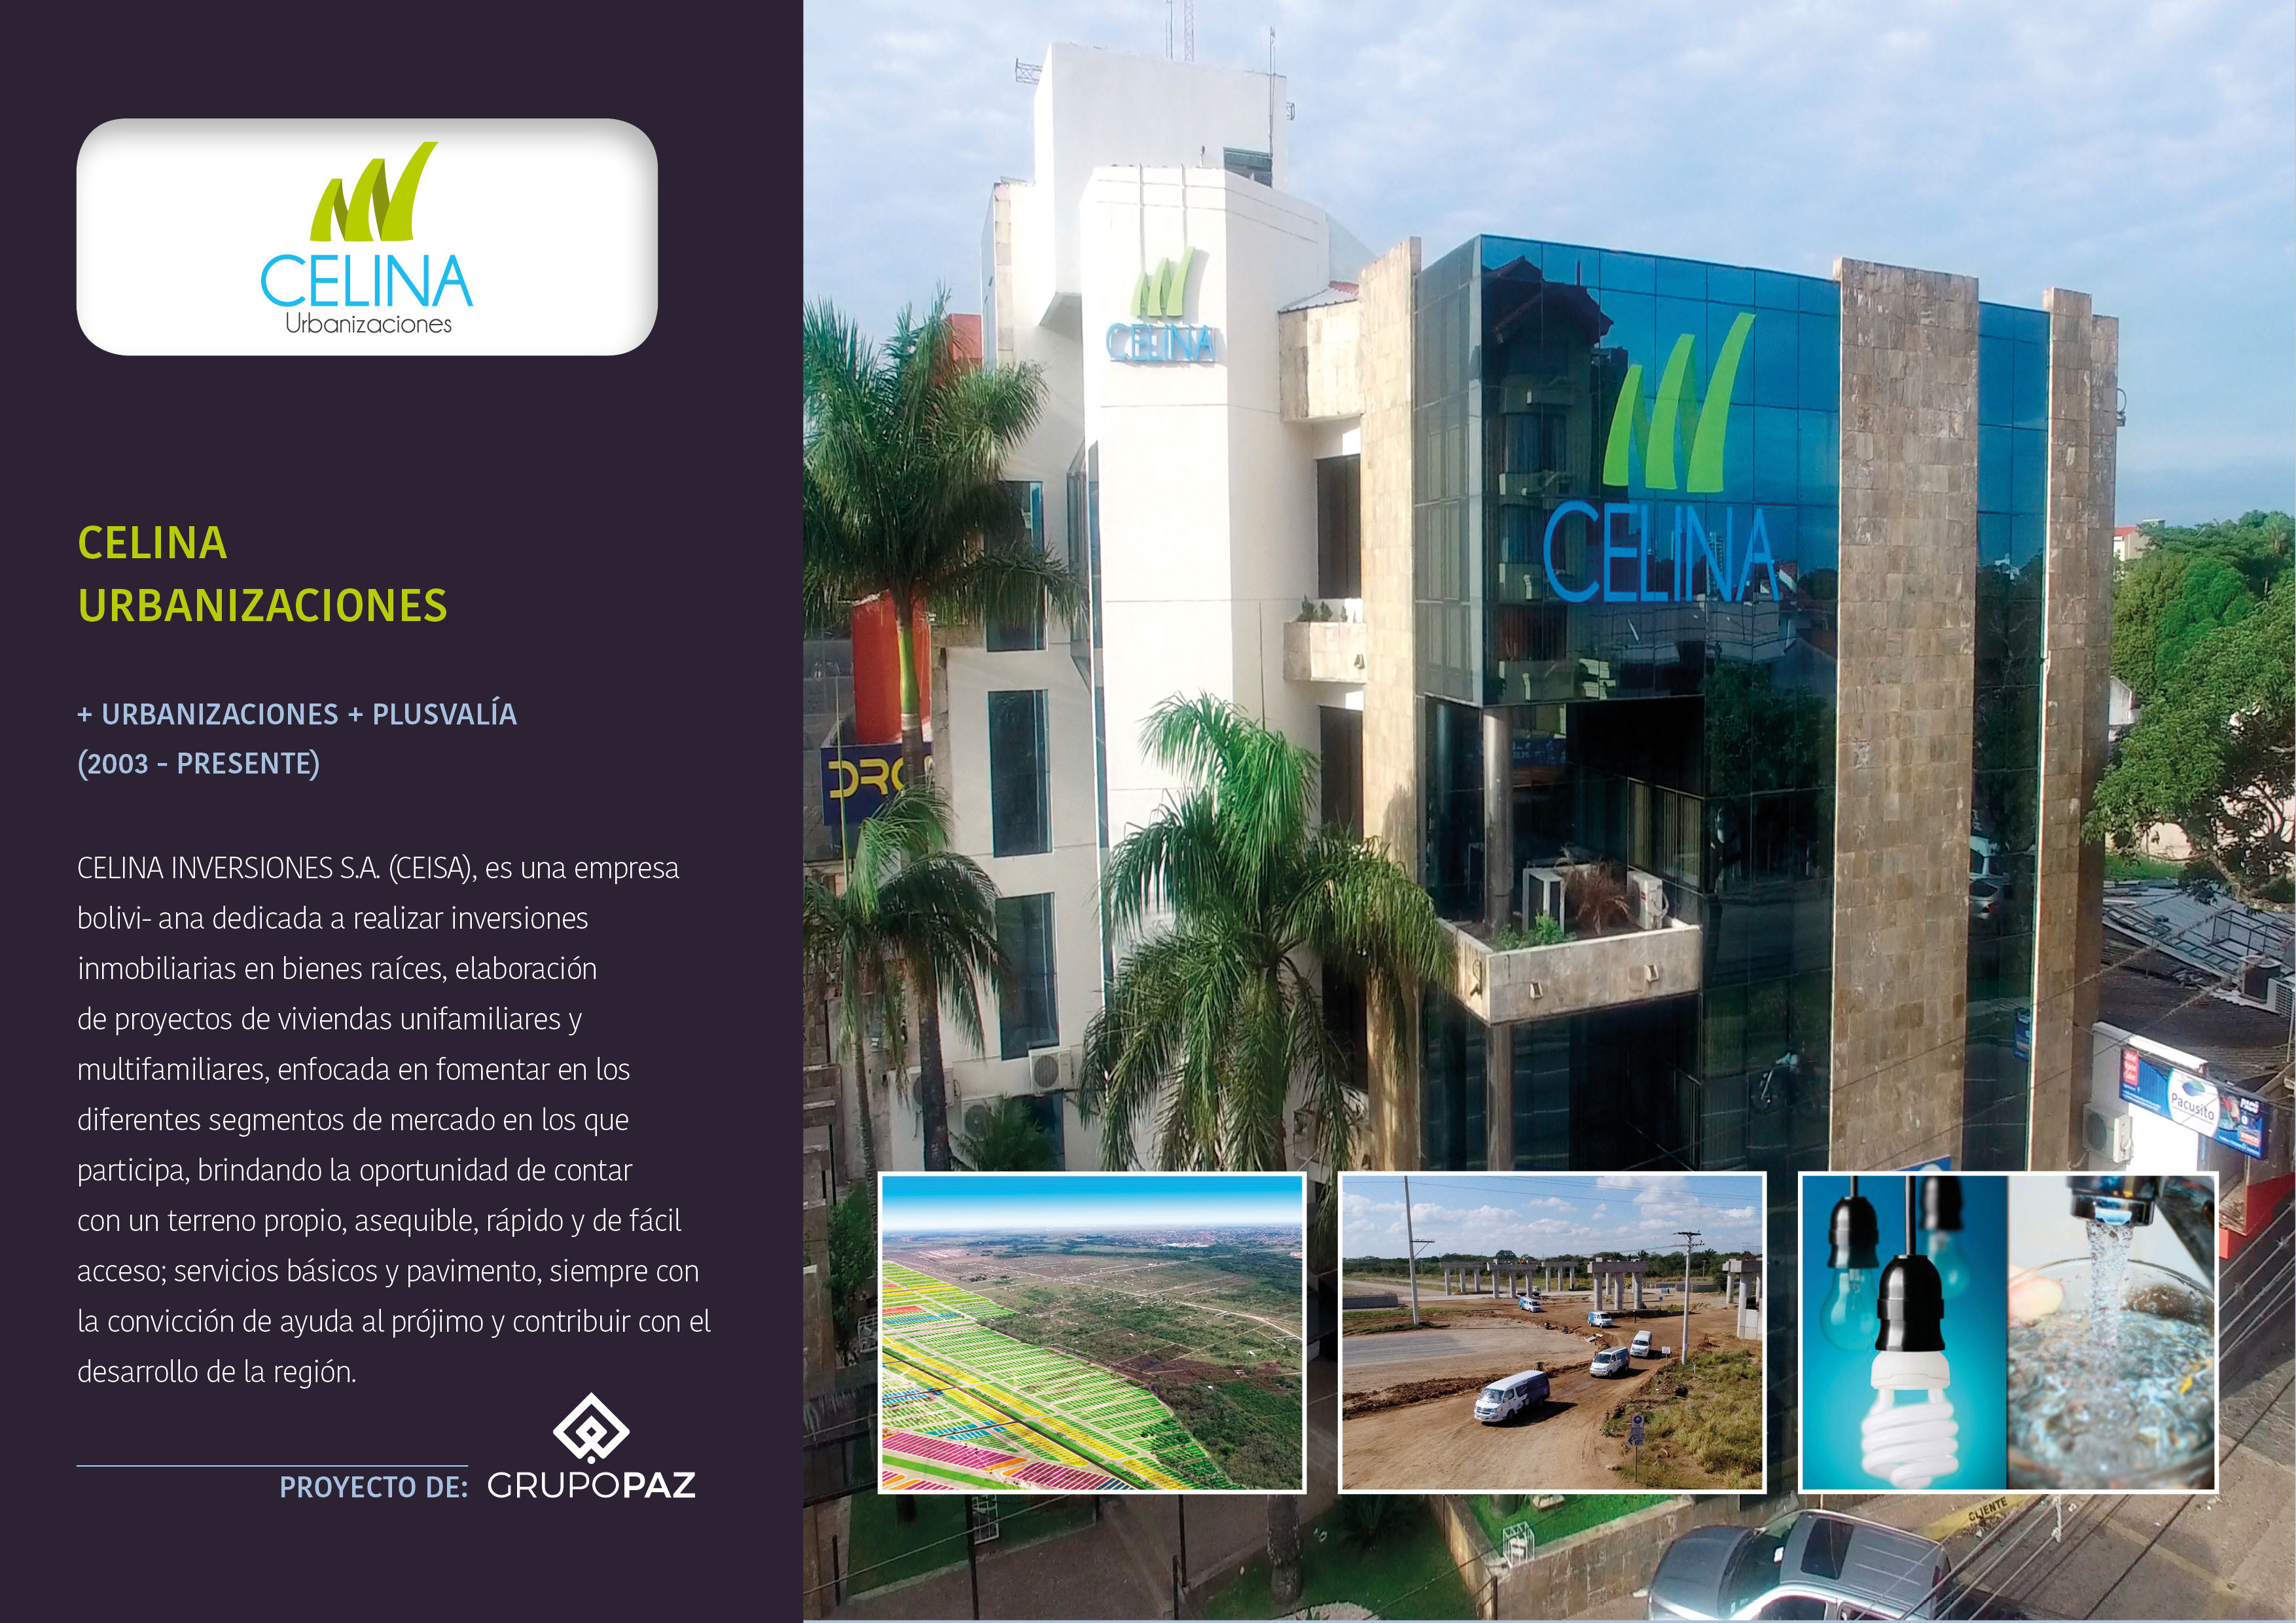 CELINA
Urbanizaciones
CELINA
URBANIZACIONES
+ URBANIZACIONES + PLUSVALÍA
(2003 - PRESENTE)
CELINA INVERSIONES S.A. (CEISA), es una empresa
bolivi- ana dedicada a realizar inversiones
inmobiliarias en bienes raíces, elaboración
de proyectos de viviendas unifamiliares y
multifamiliares, enfocada en fomentar en los
diferentes segmentos de mercado en los que
participa, brindando la oportunidad de contar
con un terreno propio, asequible, rápido y de fácil
acceso; servicios básicos y pavimento, siempre con
la convicción de ayuda al prójimo y contribuir con el
desarrollo de la región.
PROYECTO DE: GRUPOPAZ
CELINA
CELINA
DRO
Pacusito
CLIENTE